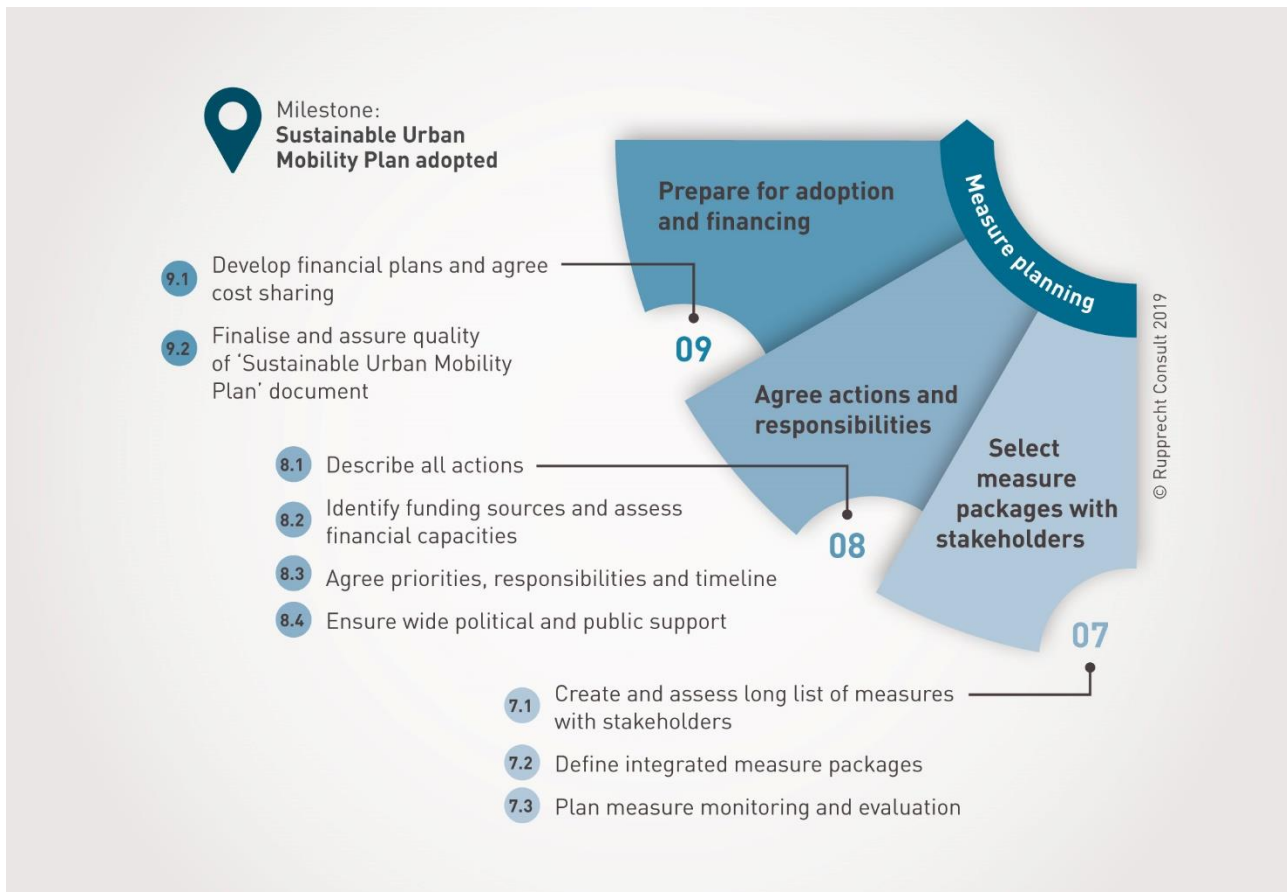 Milestone:
Sustainable Urban
Mobility Plan adopted
Measure planning
Prepare for adoption
and financing
09
9.1 Develop financial plans and agree
cost sharing
9.2 Finalise and assure quality
of ‘Sustainable Urban Mobility
Plan’ document
Agree actions and
responsibilities
08
8.1 Describe all actions
8.2 Identify funding sources and assess
financial capacities
8.3 Agree priorities, responsibilities and timeline
8.4 Ensure wide political and public support
Select
measure
packages with
stakeholders
07
7.1 Create and assess long list of measures
with stakeholders
7.2 Define integrated measure packages
7.3 Plan measure monitoring and evaluation
© Rupprecht Consult 2019